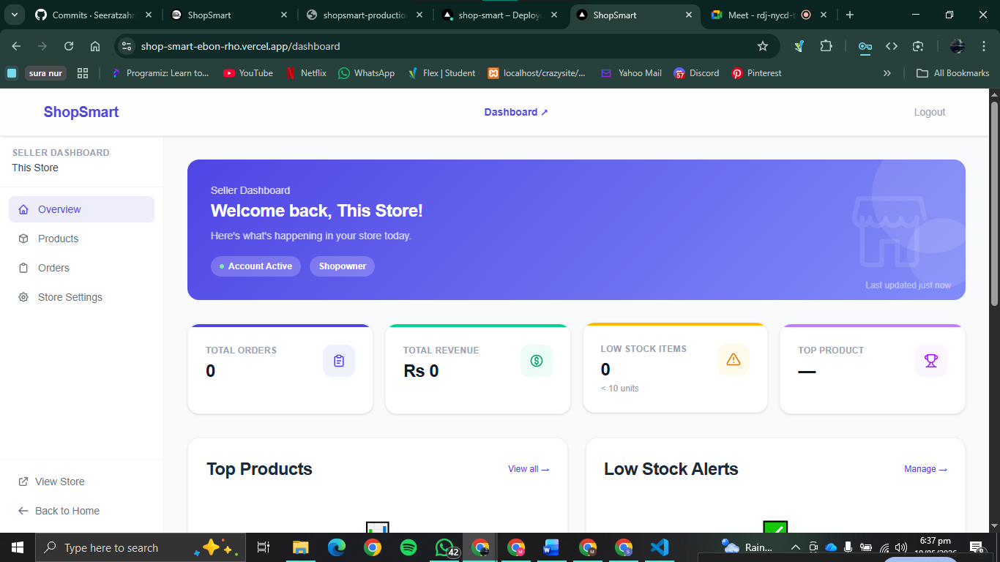 Commits · Seeratzahr
ShopSmart
shopsmart-productio
shop-smart – Deploy
ShopSmart
Meet - rdj-nycd-t
shop-smart-ebon-rho.vercel.app/dashboard
sura nur
Programiz: Learn to...
YouTube
Netflix
WhatsApp
Flex | Student
localhost/crazysite/...
Yahoo Mail
57
Discord
Pinterest
»
All Bookmarks
ShopSmart
Dashboard ↗
Logout
SELLER DASHBOARD
This Store
Overview
Products
Orders
Store Settings
View Store
Back to Home
Seller Dashboard
Welcome back, This Store!
Here's what's happening in your store today.
Account Active
Shopowner
Last updated just now
TOTAL ORDERS
0
TOTAL REVENUE
Rs 0
LOW STOCK ITEMS
0
< 10 units
TOP PRODUCT
—
Top Products
View all →
Low Stock Alerts
Manage →
Type here to search
42
Rain...
6:37 pm